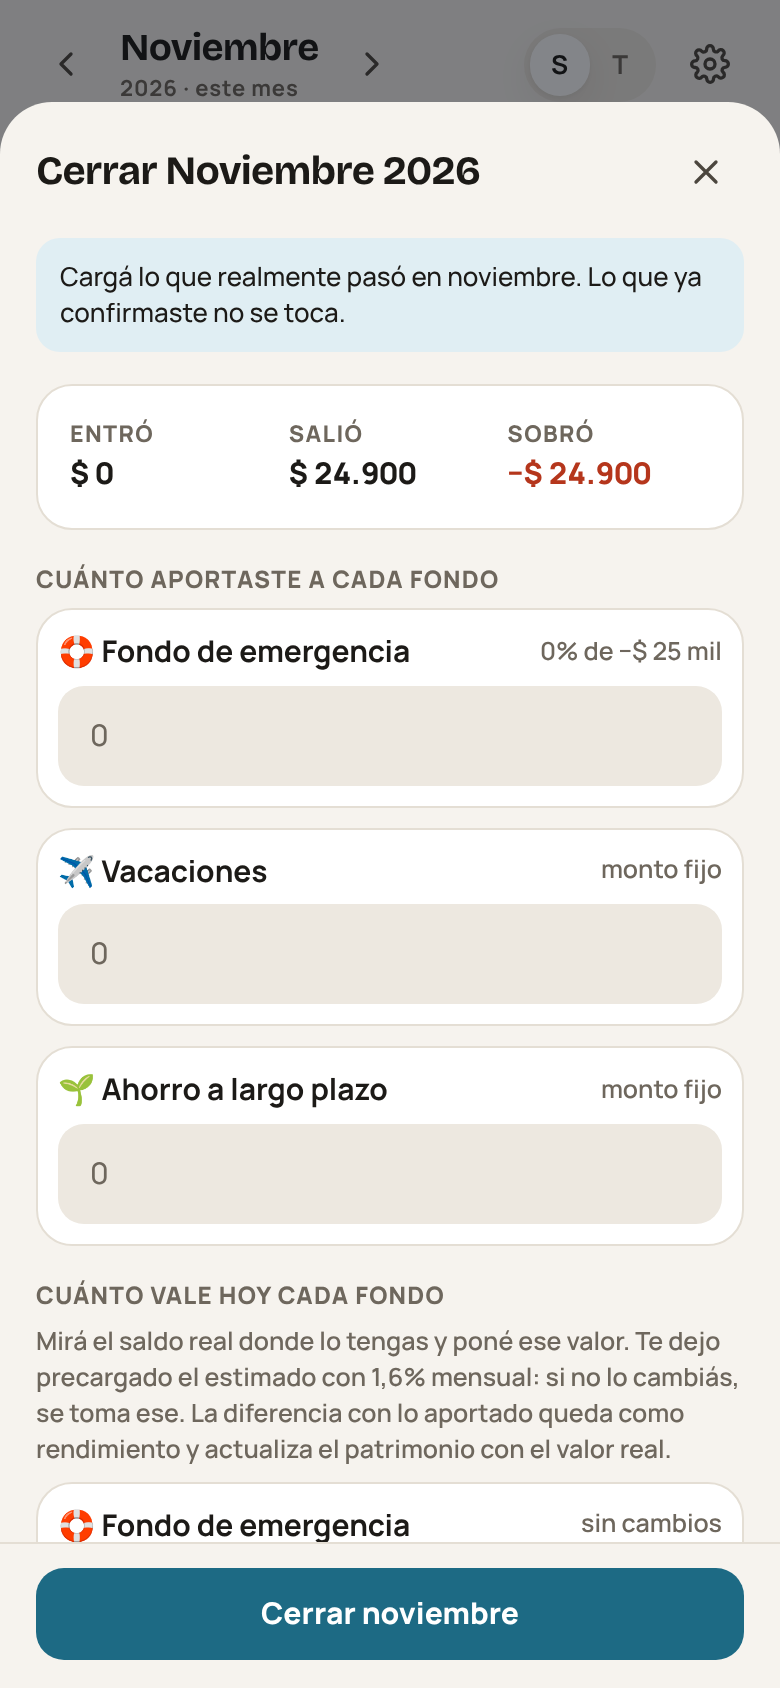 Noviembre
2026 · este mes
S T
Cerrar Noviembre 2026
Cargá lo que realmente pasó en noviembre. Lo que ya
confirmaste no se toca.
ENTRÓ SALIÓ SOBRÓ
$ 0 $ 24.900 −$ 24.900
CUÁNTO APORTASTE A CADA FONDO
Fondo de emergencia 0% de −$ 25 mil
0
Vacaciones monto fijo
0
Ahorro a largo plazo monto fijo
0
CUÁNTO VALE HOY CADA FONDO
Mirá el saldo real donde lo tengas y poné ese valor. Te dejo
precargado el estimado con 1,6% mensual: si no lo cambiás,
se toma ese. La diferencia con lo aportado queda como
rendimiento y actualiza el patrimonio con el valor real.
Fondo de emergencia sin cambios
Cerrar noviembre